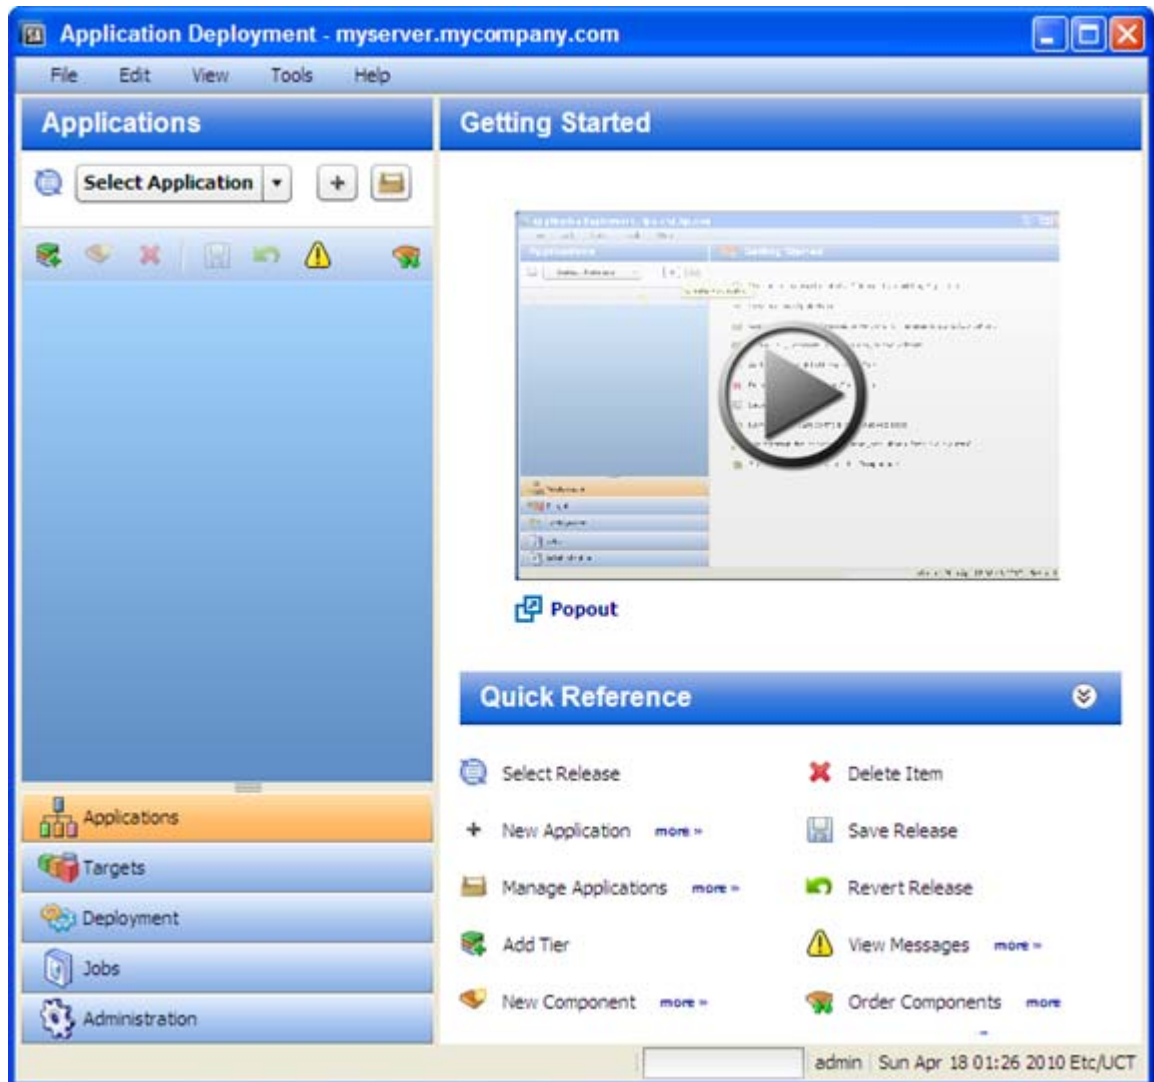 SA Application Deployment - myserver.mycompany.com
File Edit View Tools Help
Applications
Getting Started
Select Application
Popout
Quick Reference
Select Release
Delete Item
New Application more »
Save Release
Manage Applications more »
Revert Release
Add Tier
View Messages more »
New Component more »
Order Components more
Applications
Targets
Deployment
Jobs
Administration
admin Sun Apr 18 01:26 2010 Etc/UCT